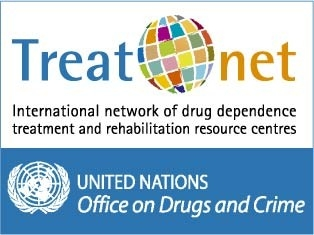 Treat net
International network of drug dependence
treatment and rehabilitation resource centres
UNITED NATIONS
Office on Drugs and Crime